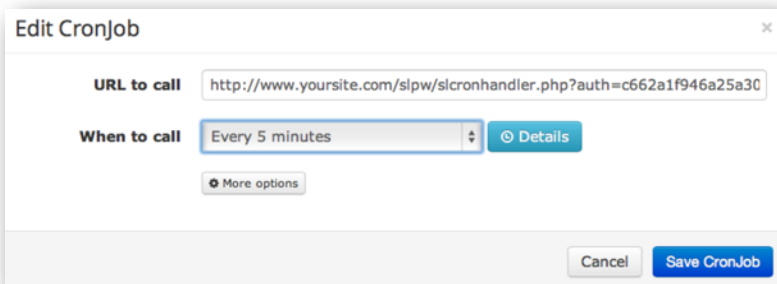 Edit CronJob ×
URL to call http://www.yoursite.com/slpw/slcronhandler.php?auth=c662a1f946a25a30
When to call Every 5 minutes Details
More options
Cancel Save CronJob